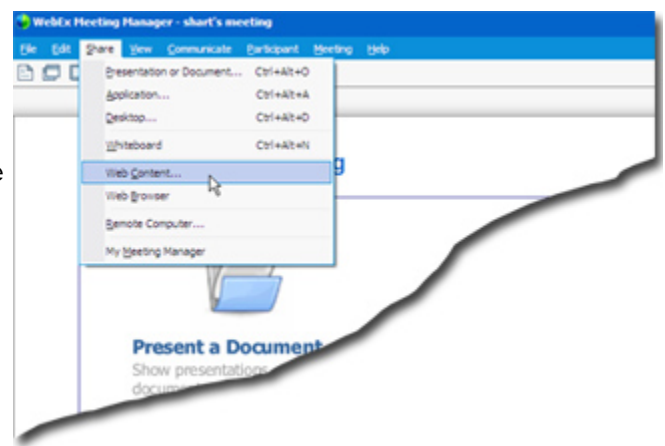 WebEx Meeting Manager - shart's meeting
File Edit Share View Communicate Participant Meeting Help
Presentation or Document... Ctrl+Alt+O
Application... Ctrl+Alt+A
Desktop... Ctrl+Alt+D
Whiteboard Ctrl+Alt+N
Web Content...
Web Browser
Remote Computer...
My Meeting Manager
Present a Document
Show presentations